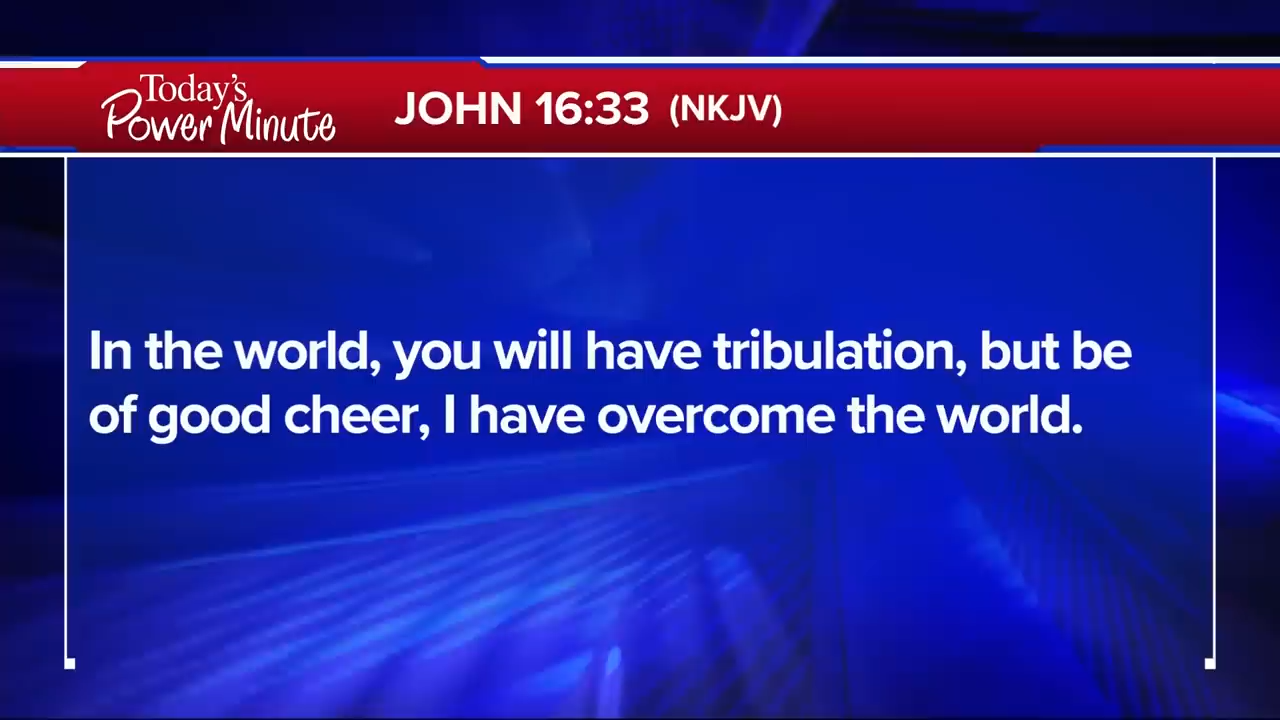 Today's
Power Minute
JOHN 16:33 (NKJV)
In the world, you will have tribulation, but be
of good cheer, I have overcome the world.